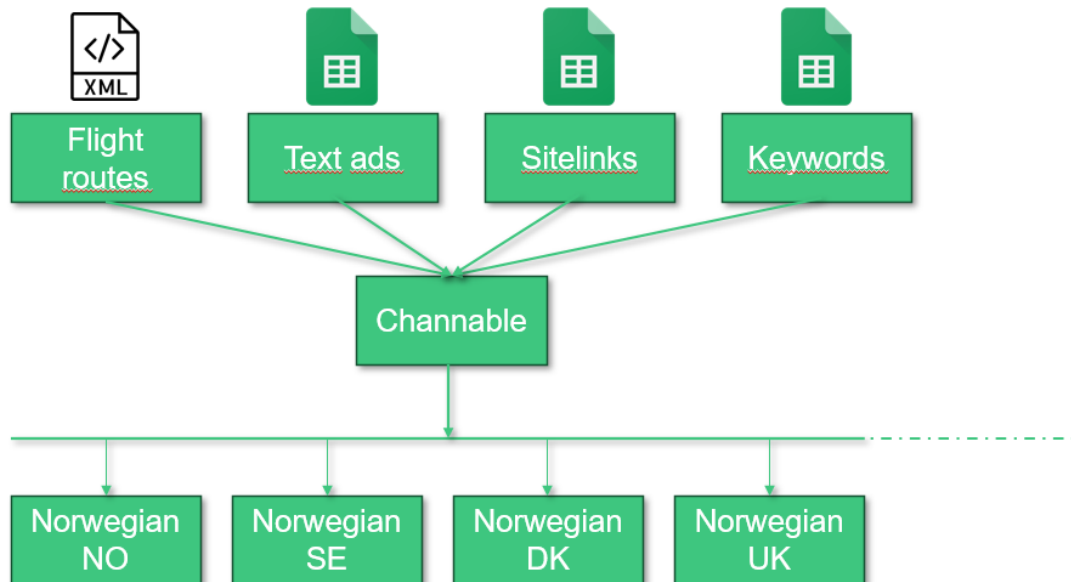 </>
XML
Flight
routes
Text ads
Sitelinks
Keywords
Channable
Norwegian
NO
Norwegian
SE
Norwegian
DK
Norwegian
UK